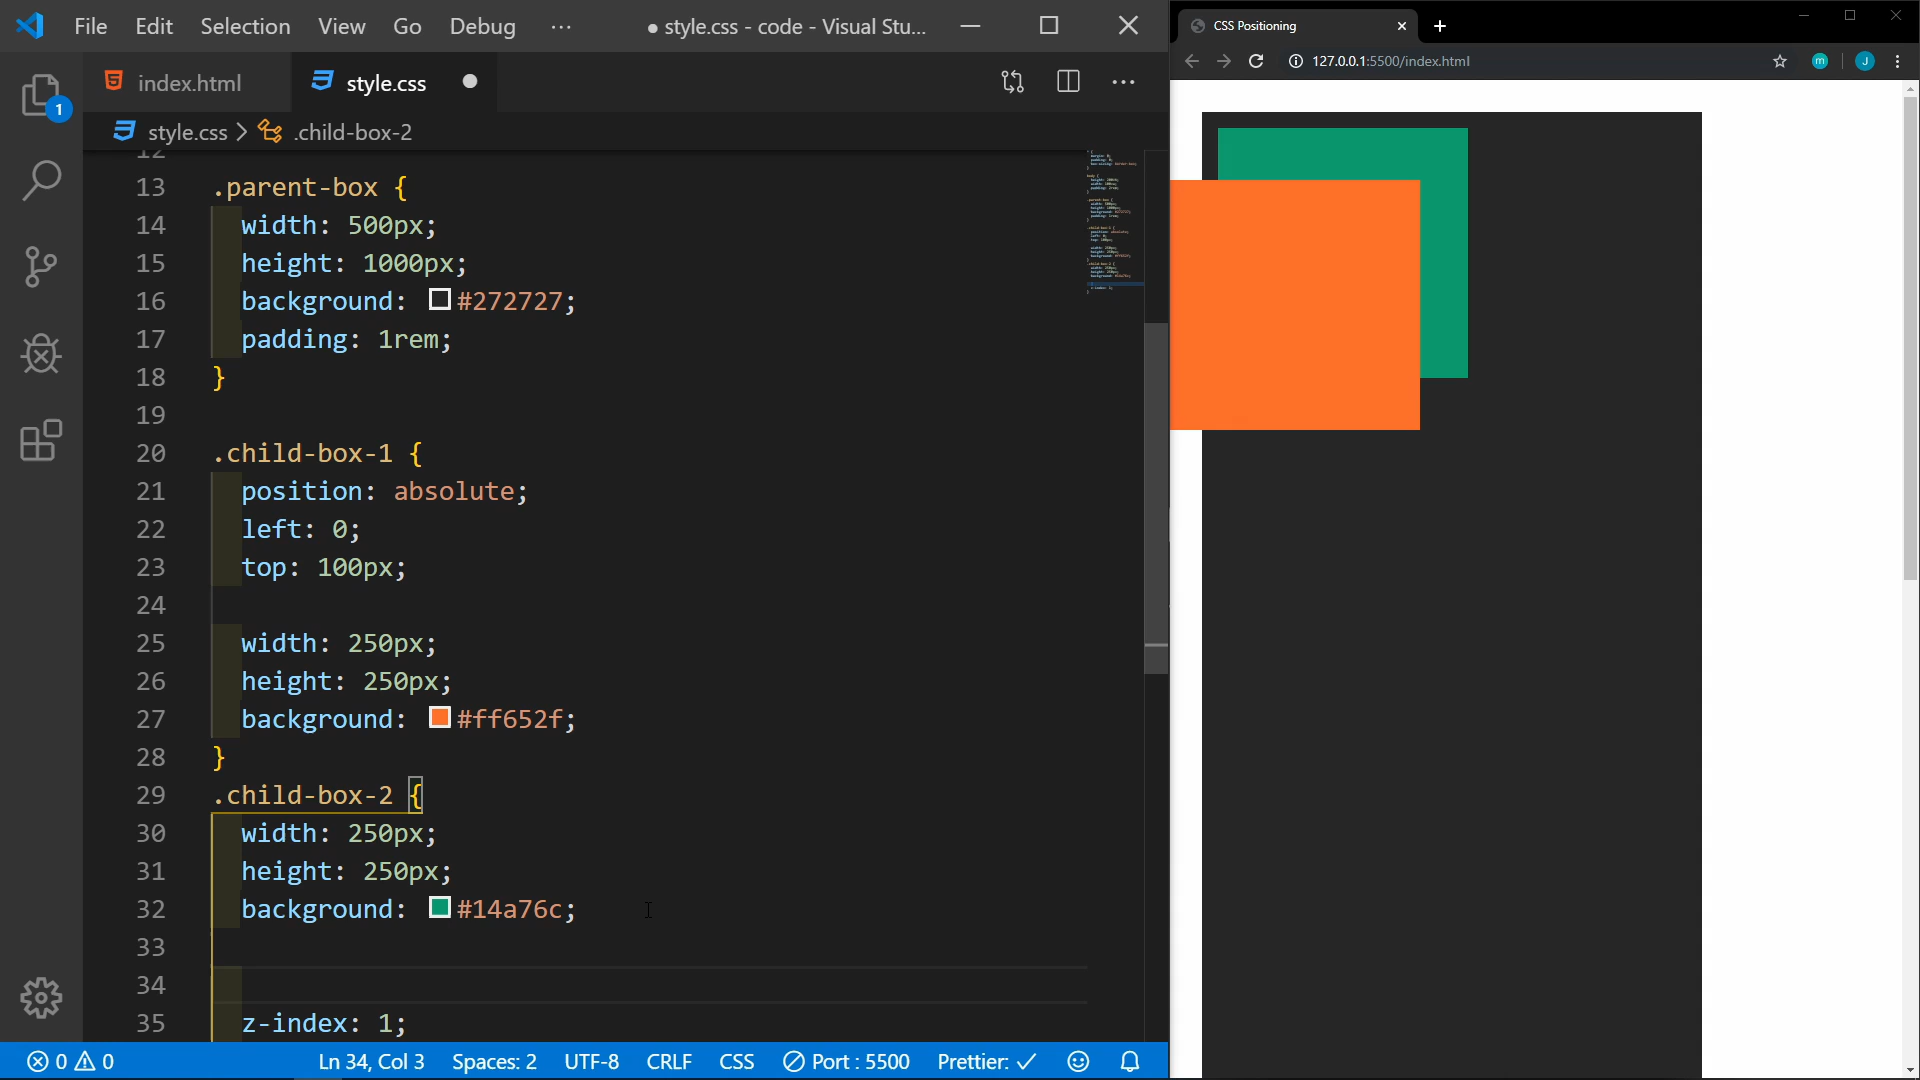 File Edit Selection View Go Debug ··· ● style.css - code - Visual Stu...
CSS Positioning
127.0.0.1:5500/index.html
m
J
1
index.html
style.css
style.css > .child-box-2
12
13 .parent-box {
14 width: 500px;
15 height: 1000px;
16 background: #272727;
17 padding: 1rem;
18 }
19
20 .child-box-1 {
21 position: absolute;
22 left: 0;
23 top: 100px;
24
25 width: 250px;
26 height: 250px;
27 background: #ff652f;
28 }
29 .child-box-2 {
30 width: 250px;
31 height: 250px;
32 background: #14a76c;
33
34
35 z-index: 1;
0 0 Ln 34, Col 3 Spaces: 2 UTF-8 CRLF CSS Port : 5500 Prettier: ✓